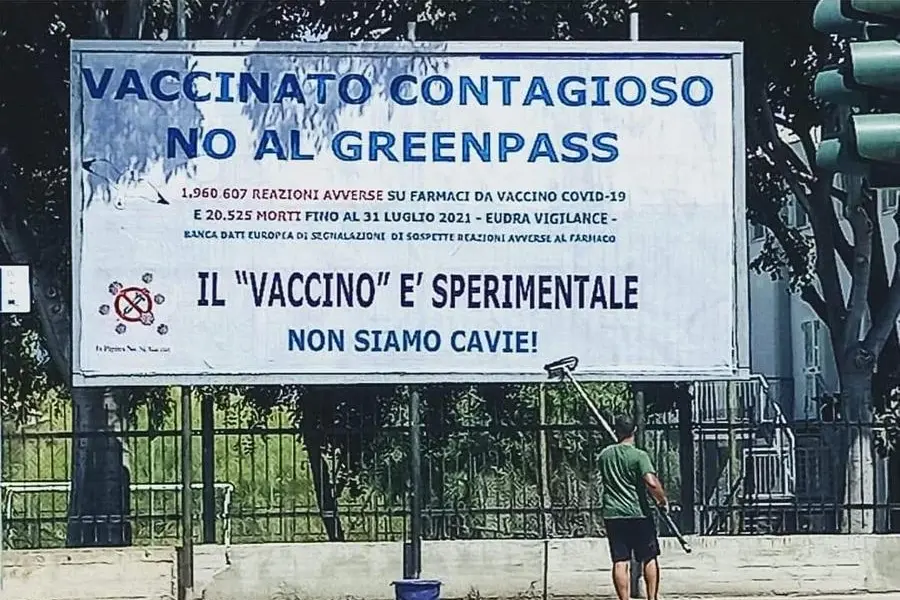 VACCINATO CONTAGIOSO
NO AL GREENPASS
1.960.607 REAZIONI AVVERSE SU FARMACI DA VACCINO COVID-19
E 20.525 MORTI FINO AL 31 LUGLIO 2021 - EUDRA VIGILANCE -
BANCA DATI EUROPEA DI SEGNALAZIONI DI SOSPETTE REAZIONI AVVERSE AL FARMACO
IL "VACCINO" E' SPERIMENTALE
NON SIAMO CAVIE!